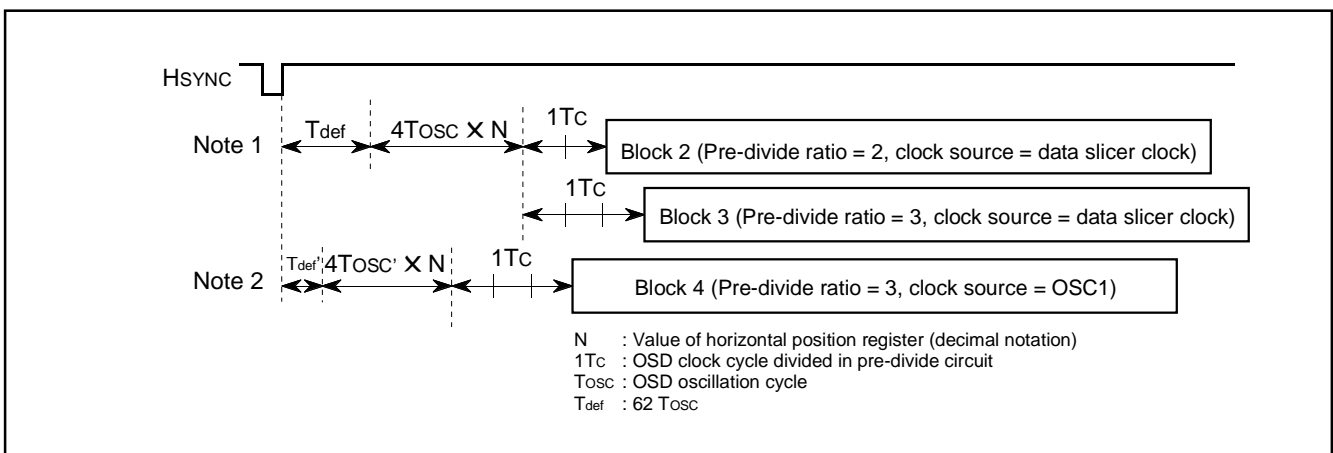 HSYNC
Note 1
Tdef
4TOSC × N
1TC
Block 2 (Pre-divide ratio = 2, clock source = data slicer clock)
1TC
Block 3 (Pre-divide ratio = 3, clock source = data slicer clock)
Note 2
Tdef'
4TOSC' × N
1TC
Block 4 (Pre-divide ratio = 3, clock source = OSC1)
N : Value of horizontal position register (decimal notation)
1TC : OSD clock cycle divided in pre-divide circuit
TOSC : OSD oscillation cycle
Tdef : 62 TOSC